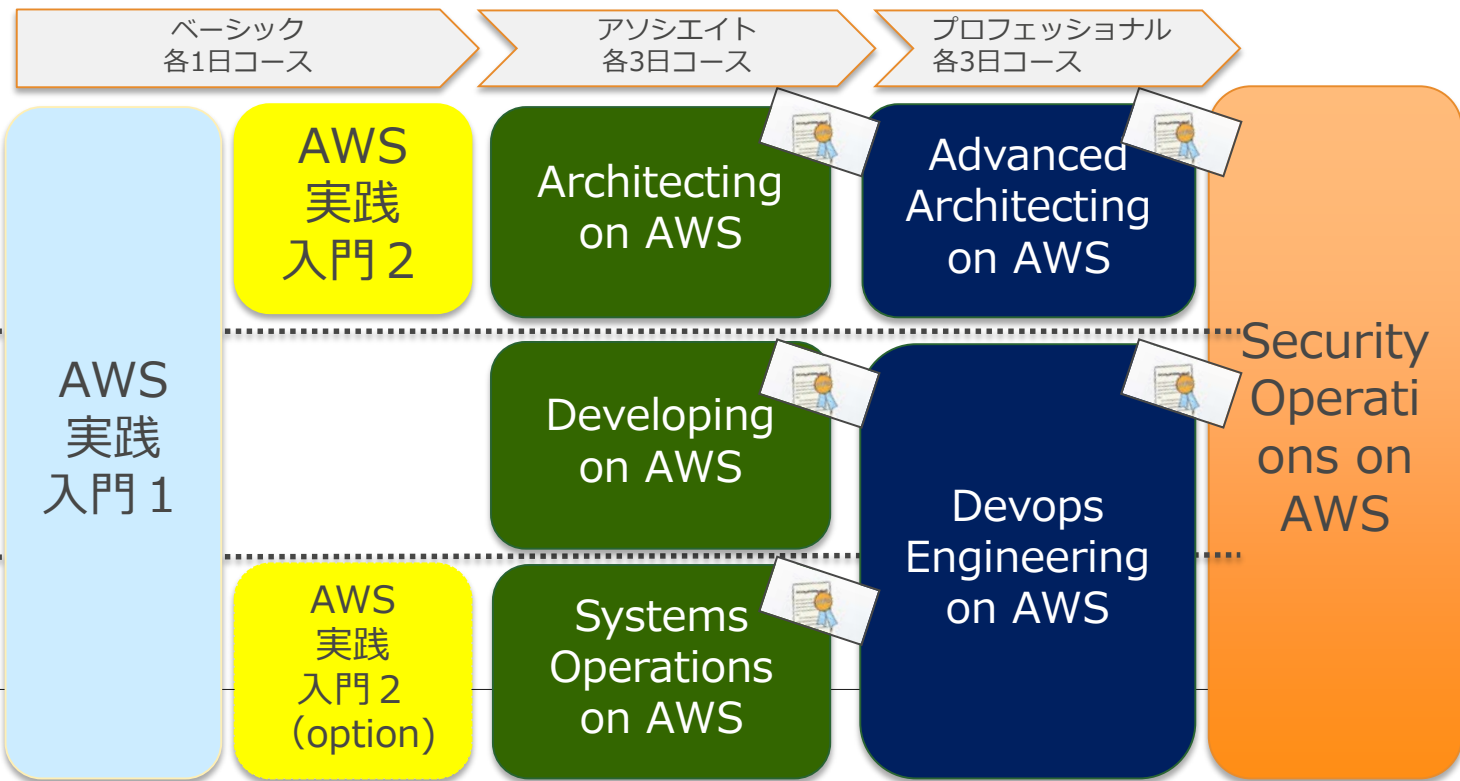 ベーシック
各1日コース
アソシエイト
各3日コース
プロフェッショナル
各3日コース
AWS
実践
入門1
AWS
実践
入門2
Architecting
on AWS
Advanced
Architecting
on AWS
Developing
on AWS
Devops
Engineering
on AWS
AWS
実践
入門2
(option)
Systems
Operations
on AWS
Security
Operati
ons on
AWS